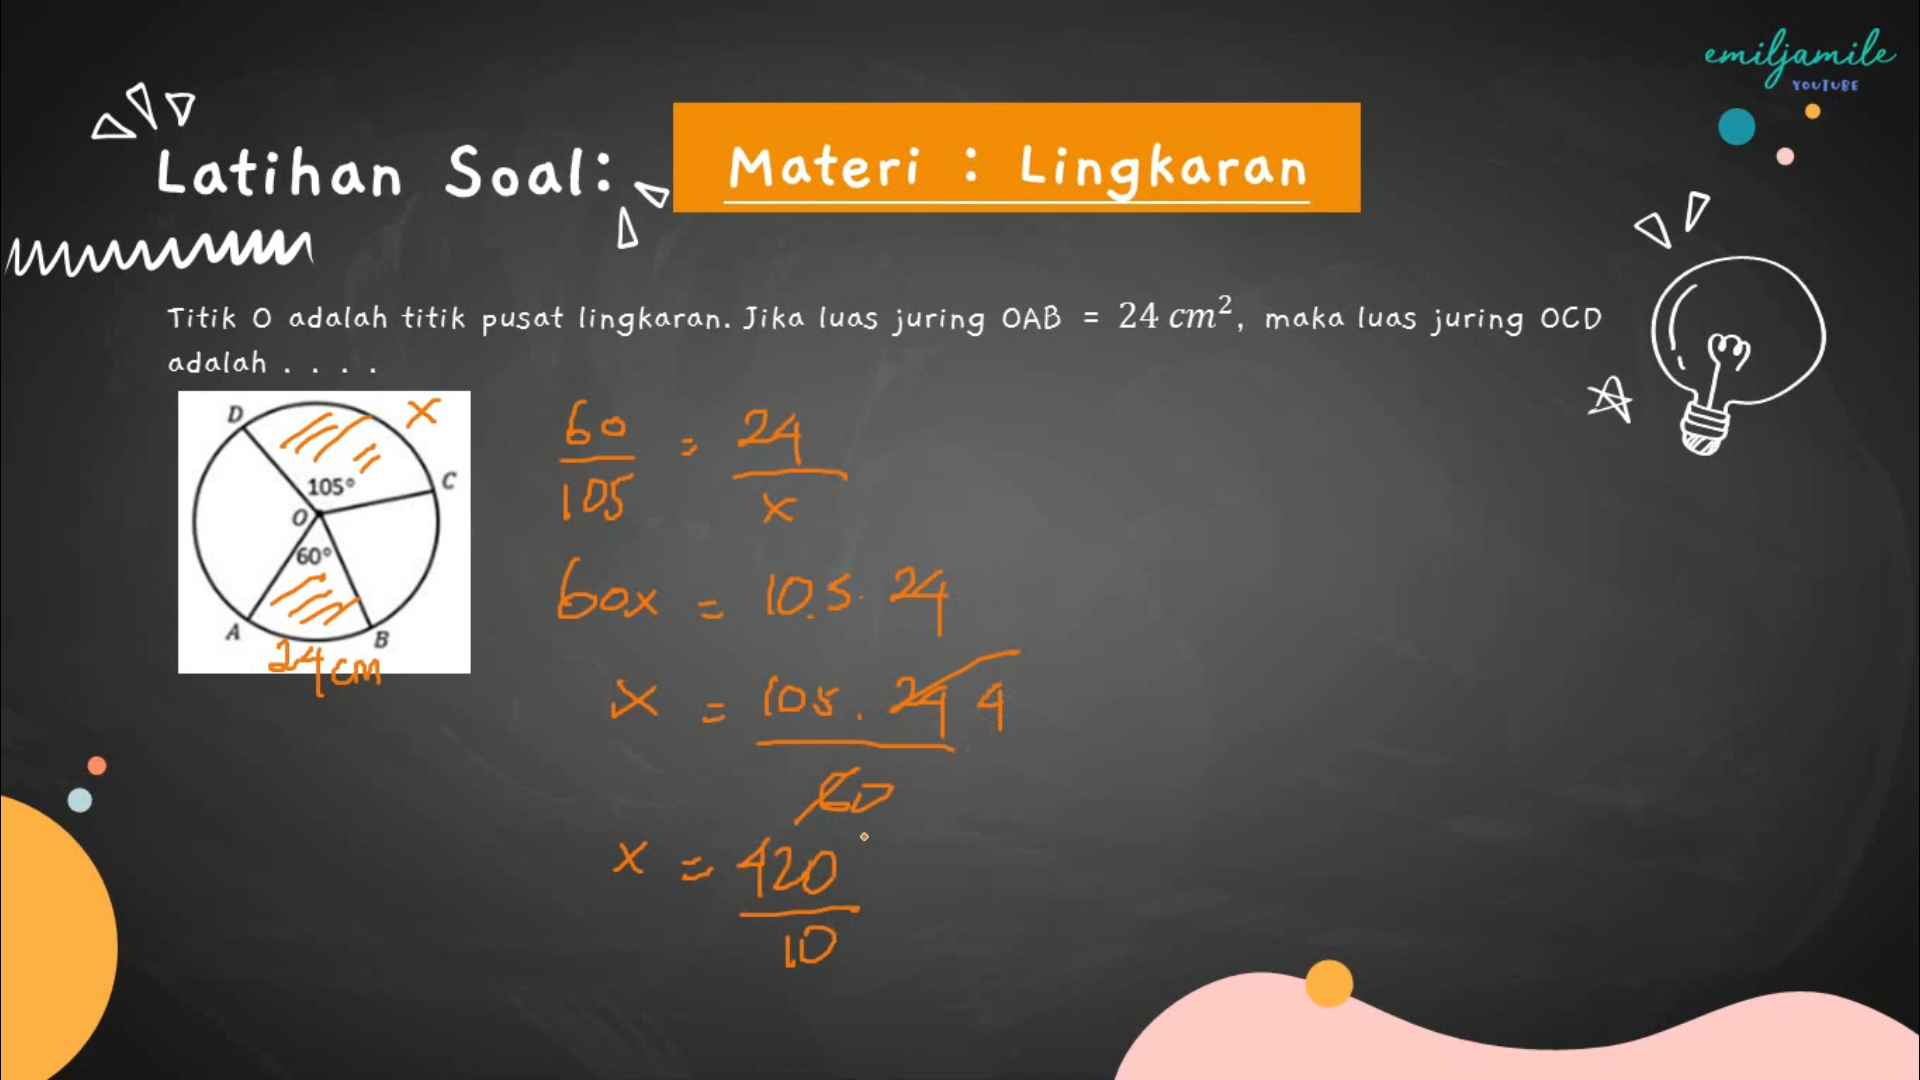 emiljamile
YOUTUBE
Latihan Soal:
Materi : Lingkaran
Titik O adalah titik pusat lingkaran. Jika luas juring OAB = 24 cm², maka luas juring OCD
adalah . . . .
D
x
C
105°
O
60°
A
B
24 cm
60/105 = 24/x
60x = 105. 24
x = 105. 24 4
60
x = 420/10